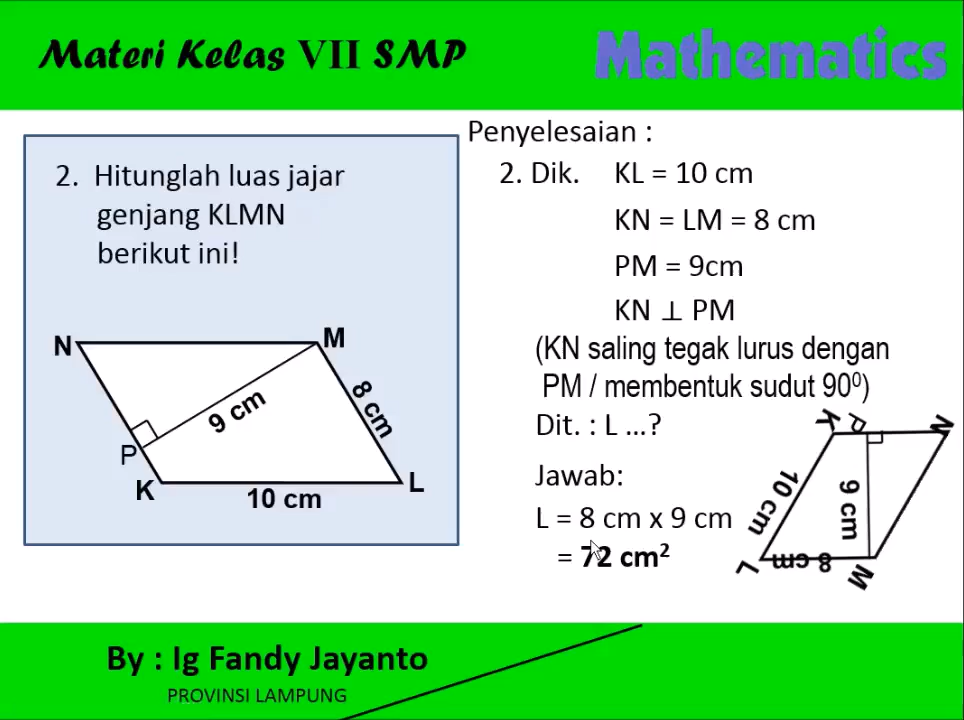 Materi Kelas VII SMP
Mathematics
2. Hitunglah luas jajar
genjang KLMN
berikut ini!
N
M
9 cm
8 cm
P
K
10 cm
L
Penyelesaian :
2. Dik. KL = 10 cm
KN = LM = 8 cm
PM = 9cm
KN ⊥ PM
(KN saling tegak lurus dengan
PM / membentuk sudut 90⁰)
Dit. : L ...?
Jawab:
L = 8 cm x 9 cm
= 72 cm²
K
P
N
10 cm
9 cm
L
8 cm
M
By : Ig Fandy Jayanto
PROVINSI LAMPUNG